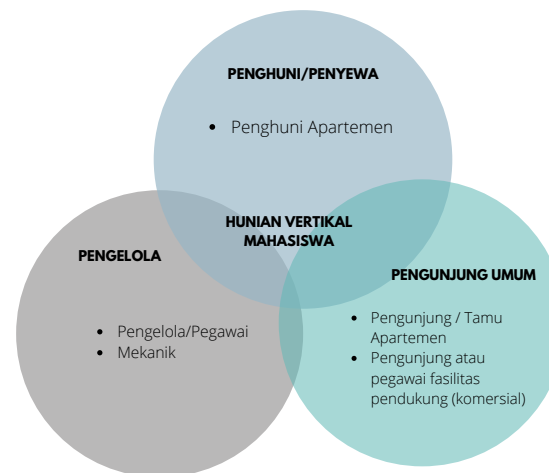 PENGHUNI/PENYEWA
• Penghuni Apartemen
HUNIAN VERTIKAL
MAHASISWA
PENGELOLA
• Pengelola/Pegawai
• Mekanik
PENGUNJUNG UMUM
• Pengunjung / Tamu
Apartemen
• Pengunjung atau
pegawai fasilitas
pendukung (komersial)